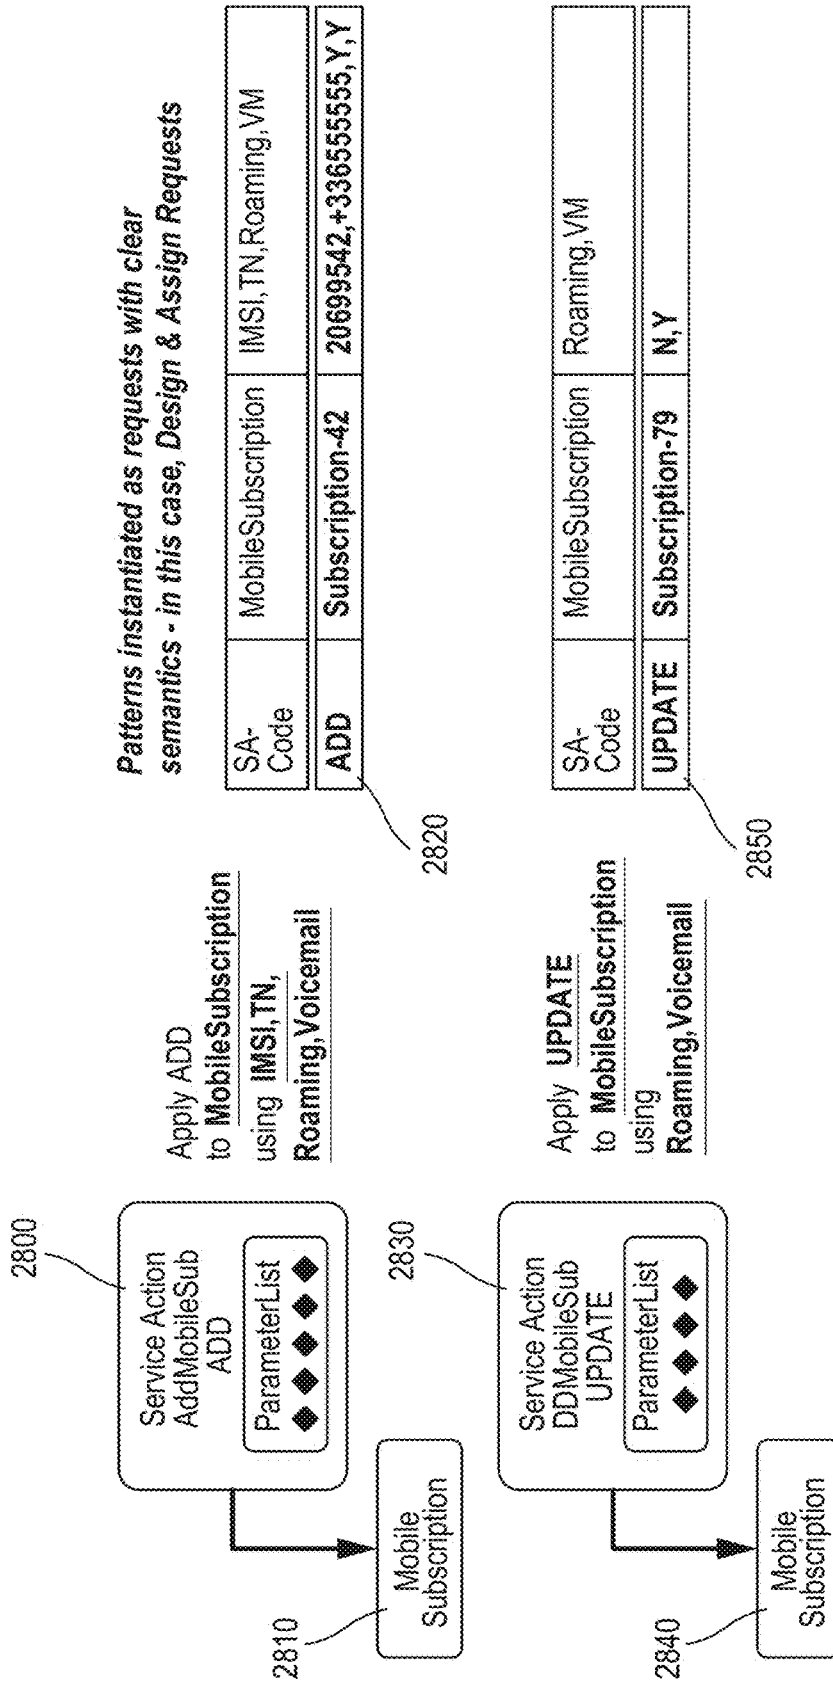 Patterns instantiated as requests with clear
semantics - in this case, Design & Assign Requests
2800
Service Action
AddMobileSub
ADD
ParameterList
2810
Mobile
Subscription
Apply ADD
to MobileSubscription
using IMSI,TN,
Roaming,Voicemail
SA-
Code
MobileSubscription
IMSI,TN,Roaming,VM
ADD
Subscription-42
20699542,+3365555555,Y,Y
2820
2830
Service Action
DDMobileSub
UPDATE
ParameterList
2840
Mobile
Subscription
Apply UPDATE
to MobileSubscription
using
Roaming,Voicemail
SA-
Code
MobileSubscription
Roaming,VM
UPDATE
Subscription-79
N,Y
2850